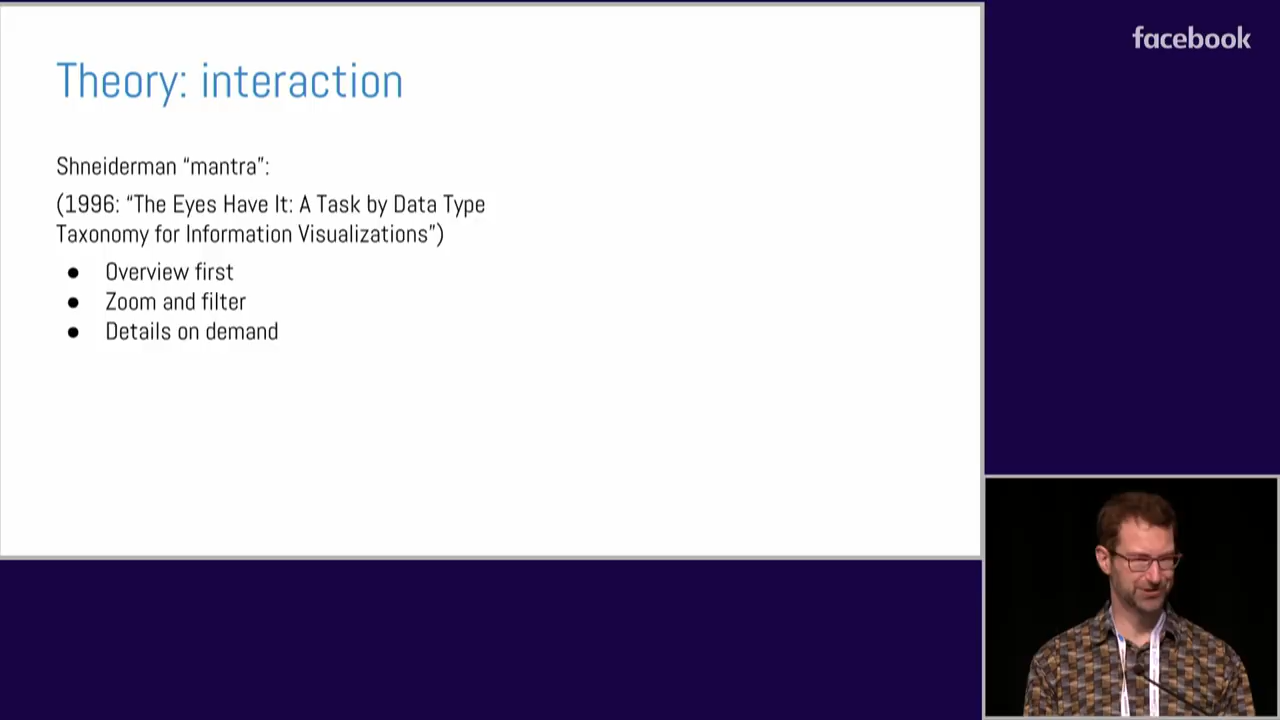 facebook
Theory: interaction
Shneiderman “mantra”:
(1996: “The Eyes Have It: A Task by Data Type
Taxonomy for Information Visualizations”)
● Overview first
● Zoom and filter
● Details on demand